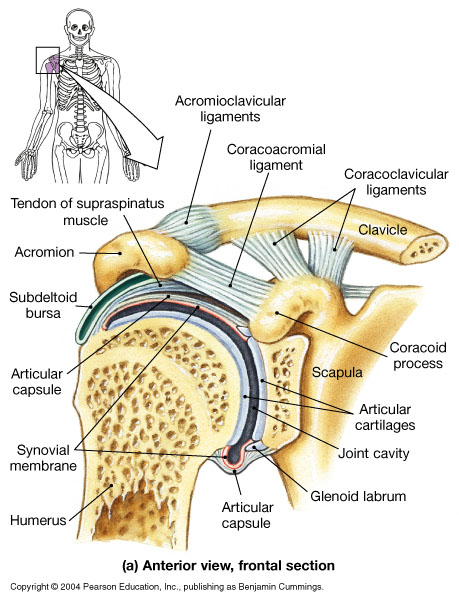 Acromioclavicular
ligaments
Coracoacromial
ligament
Coracoclavicular
ligaments
Tendon of supraspinatus
muscle
Clavicle
Acromion
Subdeltoid
bursa
Coracoid
process
Articular
capsule
Scapula
Articular
cartilages
Synovial
membrane
Joint cavity
Glenoid labrum
Humerus
Articular
capsule
(a) Anterior view, frontal section
Copyright © 2004 Pearson Education, Inc., publishing as Benjamin Cummings.